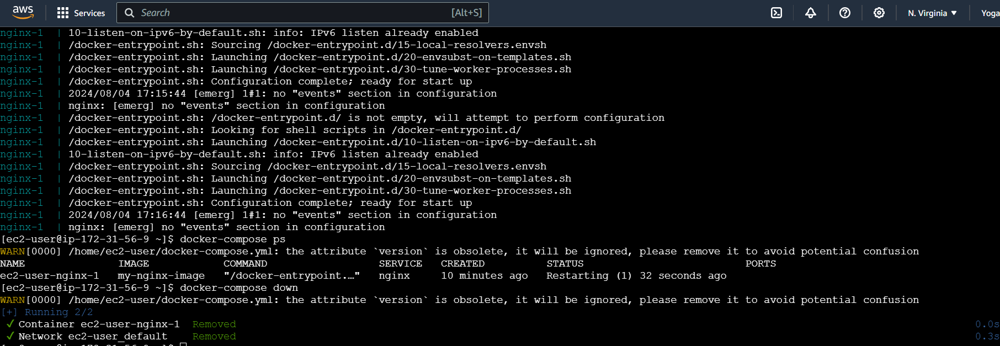 aws
Services
Search [Alt+S]
N. Virginia
Yoga
nginx-1 | 10-listen-on-ipv6-by-default.sh: info: IPv6 listen already enabled
nginx-1 | /docker-entrypoint.sh: Sourcing /docker-entrypoint.d/15-local-resolvers.envsh
nginx-1 | /docker-entrypoint.sh: Launching /docker-entrypoint.d/20-envsubst-on-templates.sh
nginx-1 | /docker-entrypoint.sh: Launching /docker-entrypoint.d/30-tune-worker-processes.sh
nginx-1 | /docker-entrypoint.sh: Configuration complete; ready for start up
nginx-1 | 2024/08/04 17:15:44 [emerg] 1#1: no "events" section in configuration
nginx-1 | nginx: [emerg] no "events" section in configuration
nginx-1 | /docker-entrypoint.sh: /docker-entrypoint.d/ is not empty, will attempt to perform configuration
nginx-1 | /docker-entrypoint.sh: Looking for shell scripts in /docker-entrypoint.d/
nginx-1 | /docker-entrypoint.sh: Launching /docker-entrypoint.d/10-listen-on-ipv6-by-default.sh
nginx-1 | 10-listen-on-ipv6-by-default.sh: info: IPv6 listen already enabled
nginx-1 | /docker-entrypoint.sh: Sourcing /docker-entrypoint.d/15-local-resolvers.envsh
nginx-1 | /docker-entrypoint.sh: Launching /docker-entrypoint.d/20-envsubst-on-templates.sh
nginx-1 | /docker-entrypoint.sh: Launching /docker-entrypoint.d/30-tune-worker-processes.sh
nginx-1 | /docker-entrypoint.sh: Configuration complete; ready for start up
nginx-1 | 2024/08/04 17:16:44 [emerg] 1#1: no "events" section in configuration
nginx-1 | nginx: [emerg] no "events" section in configuration
[ec2-user@ip-172-31-56-9 ~]$ docker-compose ps
WARN[0000] /home/ec2-user/docker-compose.yml: the attribute `version` is obsolete, it will be ignored, please remove it to avoid potential confusion
NAME IMAGE COMMAND SERVICE CREATED STATUS PORTS
ec2-user-nginx-1 my-nginx-image "/docker-entrypoint.…" nginx 10 minutes ago Restarting (1) 32 seconds ago
[ec2-user@ip-172-31-56-9 ~]$ docker-compose down
WARN[0000] /home/ec2-user/docker-compose.yml: the attribute `version` is obsolete, it will be ignored, please remove it to avoid potential confusion
[+] Running 2/2
✓ Container ec2-user-nginx-1 Removed 0.0s
✓ Network ec2-user_default Removed 0.3s